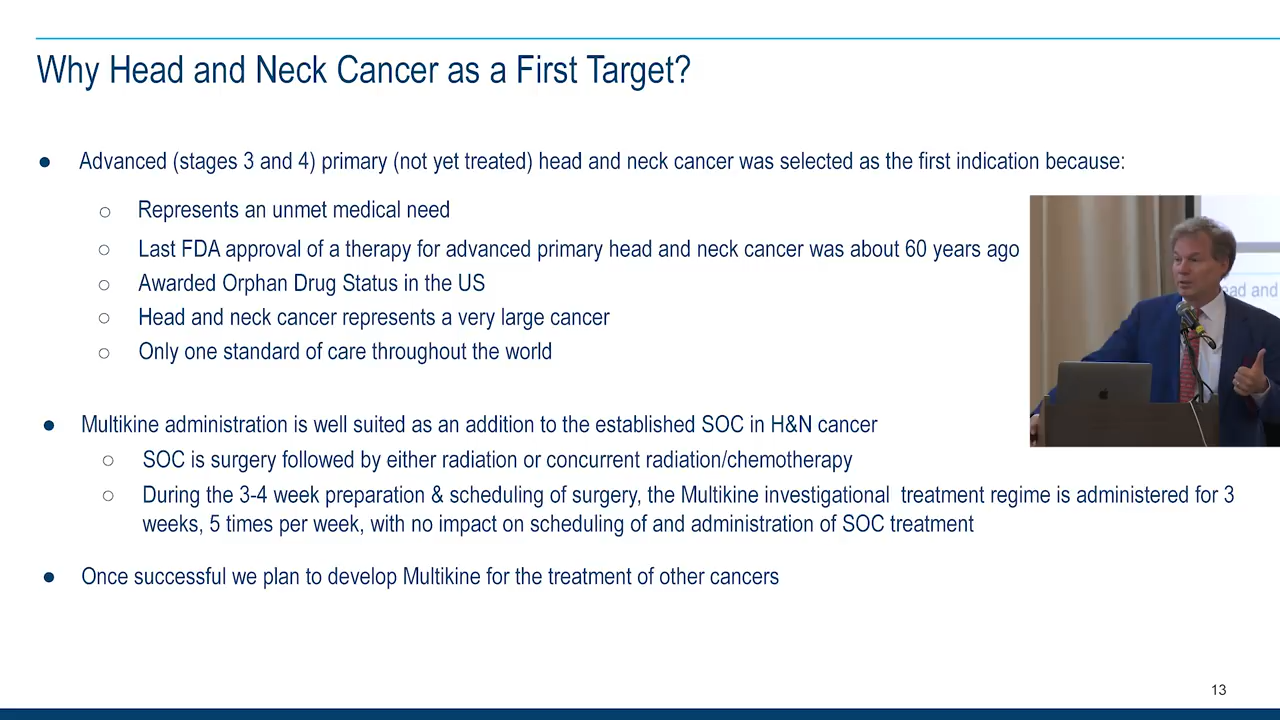 Why Head and Neck Cancer as a First Target?
● Advanced (stages 3 and 4) primary (not yet treated) head and neck cancer was selected as the first indication because:
○ Represents an unmet medical need
○ Last FDA approval of a therapy for advanced primary head and neck cancer was about 60 years ago
○ Awarded Orphan Drug Status in the US
ead and
○ Head and neck cancer represents a very large cancer
○ Only one standard of care throughout the world
● Multikine administration is well suited as an addition to the established SOC in H&N cancer
○ SOC is surgery followed by either radiation or concurrent radiation/chemotherapy
○ During the 3-4 week preparation & scheduling of surgery, the Multikine investigational  treatment regime is administered for 3
weeks, 5 times per week, with no impact on scheduling of and administration of SOC treatment
● Once successful we plan to develop Multikine for the treatment of other cancers
13